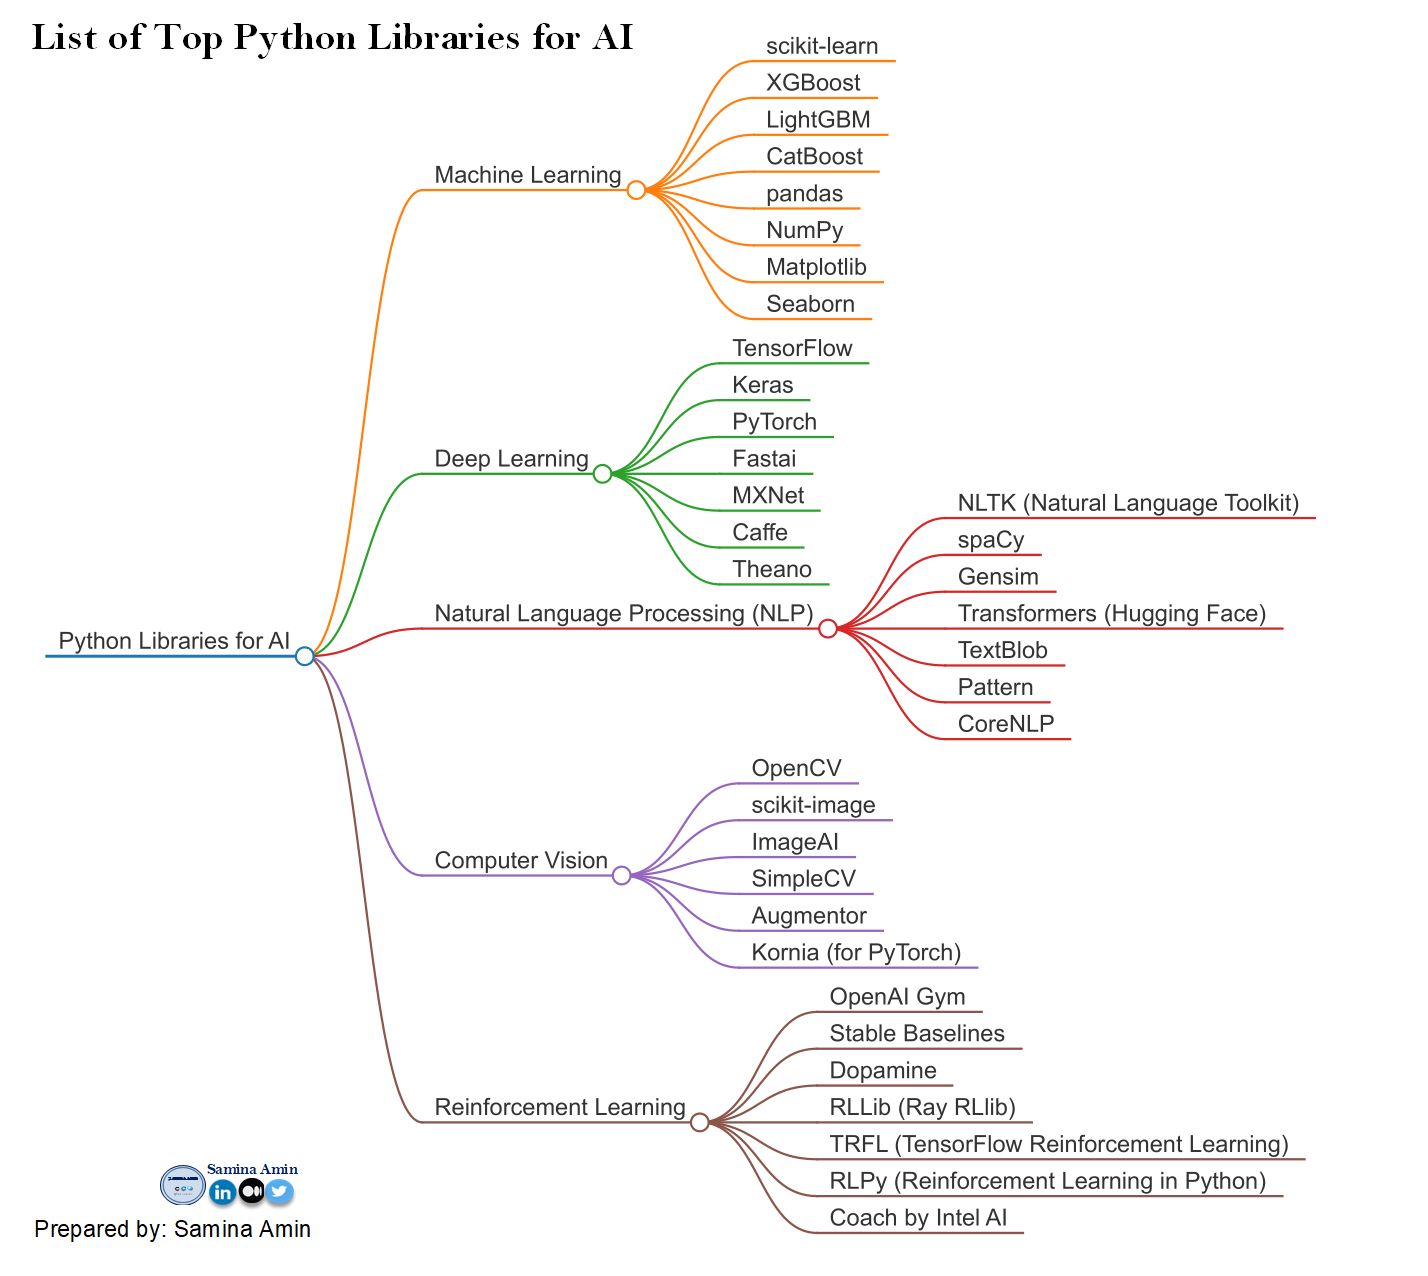 List of Top Python Libraries for AI
Python Libraries for AI
Machine Learning
scikit-learn
XGBoost
LightGBM
CatBoost
pandas
NumPy
Matplotlib
Seaborn
Deep Learning
TensorFlow
Keras
PyTorch
Fastai
MXNet
Caffe
Theano
Natural Language Processing (NLP)
NLTK (Natural Language Toolkit)
spaCy
Gensim
Transformers (Hugging Face)
TextBlob
Pattern
CoreNLP
Computer Vision
OpenCV
scikit-image
ImageAI
SimpleCV
Augmentor
Kornia (for PyTorch)
Reinforcement Learning
OpenAI Gym
Stable Baselines
Dopamine
RLLib (Ray RLlib)
TRFL (TensorFlow Reinforcement Learning)
RLPy (Reinforcement Learning in Python)
Coach by Intel AI
Samina Amin
in
Prepared by: Samina Amin